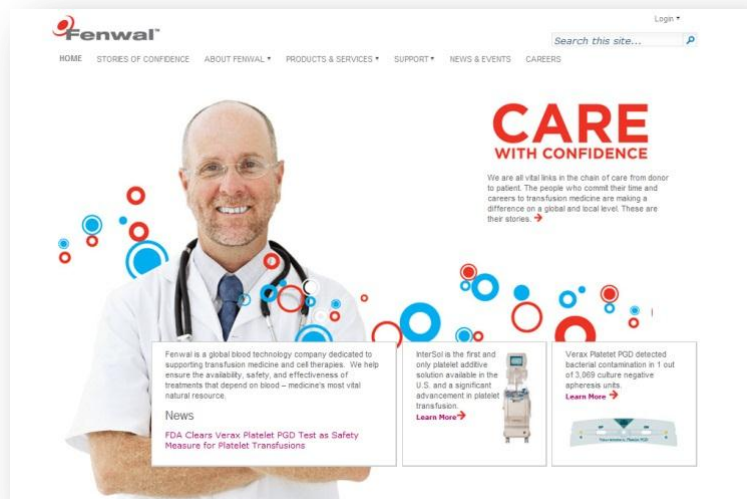 Login
Fenwal™
Search this site...
HOME STORIES OF CONFIDENCE ABOUT FENWAL PRODUCTS & SERVICES SUPPORT NEWS & EVENTS CAREERS
CARE
WITH CONFIDENCE
We are all vital links in the chain of care from donor
to patient. The people who commit their time and
careers to transfusion medicine are making a
difference on a global and local level. These are
their stories.
Fenwal is a global blood technology company dedicated to
supporting transfusion medicine and cell therapies. We help
ensure the availability, safety, and effectiveness of
treatments that depend on blood – medicine's most vital
natural resource.
News
FDA Clears Verax Platelet PGD Test as Safety
Measure for Platelet Transfusions
InterSol is the first and
only platelet additive
solution available in the
U.S. and a significant
advancement in platelet
transfusion.
Learn More
Verax Platelet PGD detected
bacterial contamination in 1 out
of 3,069 culture negative
apheresis units.
Learn More